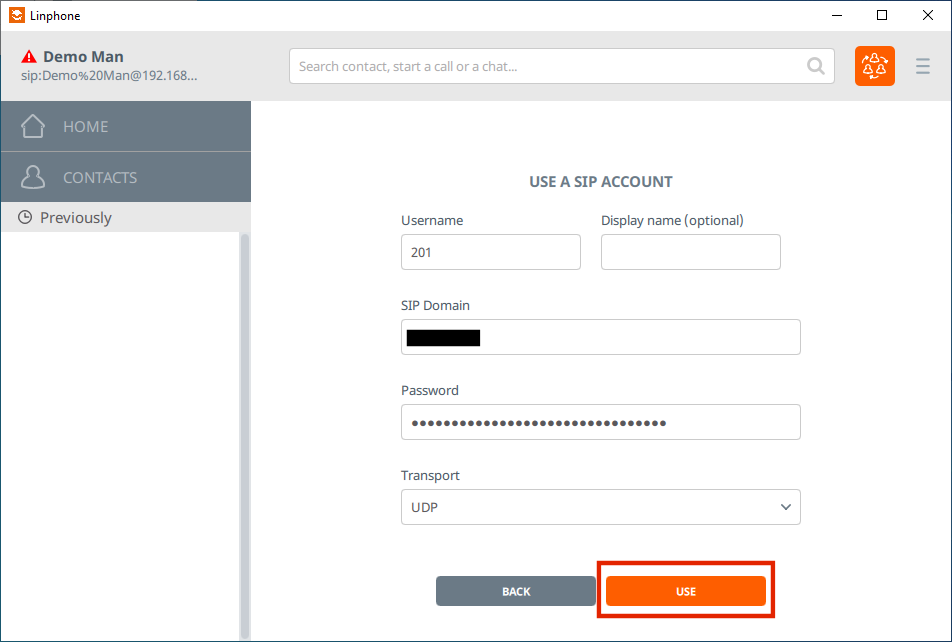 Linphone
Demo Man
sip:Demo%20Man@192.168...
Search contact, start a call or a chat...
HOME
CONTACTS
Previously
USE A SIP ACCOUNT
Username
Display name (optional)
201
SIP Domain
Password
••••••••••••••••••••••••••••••••
Transport
UDP
BACK
USE